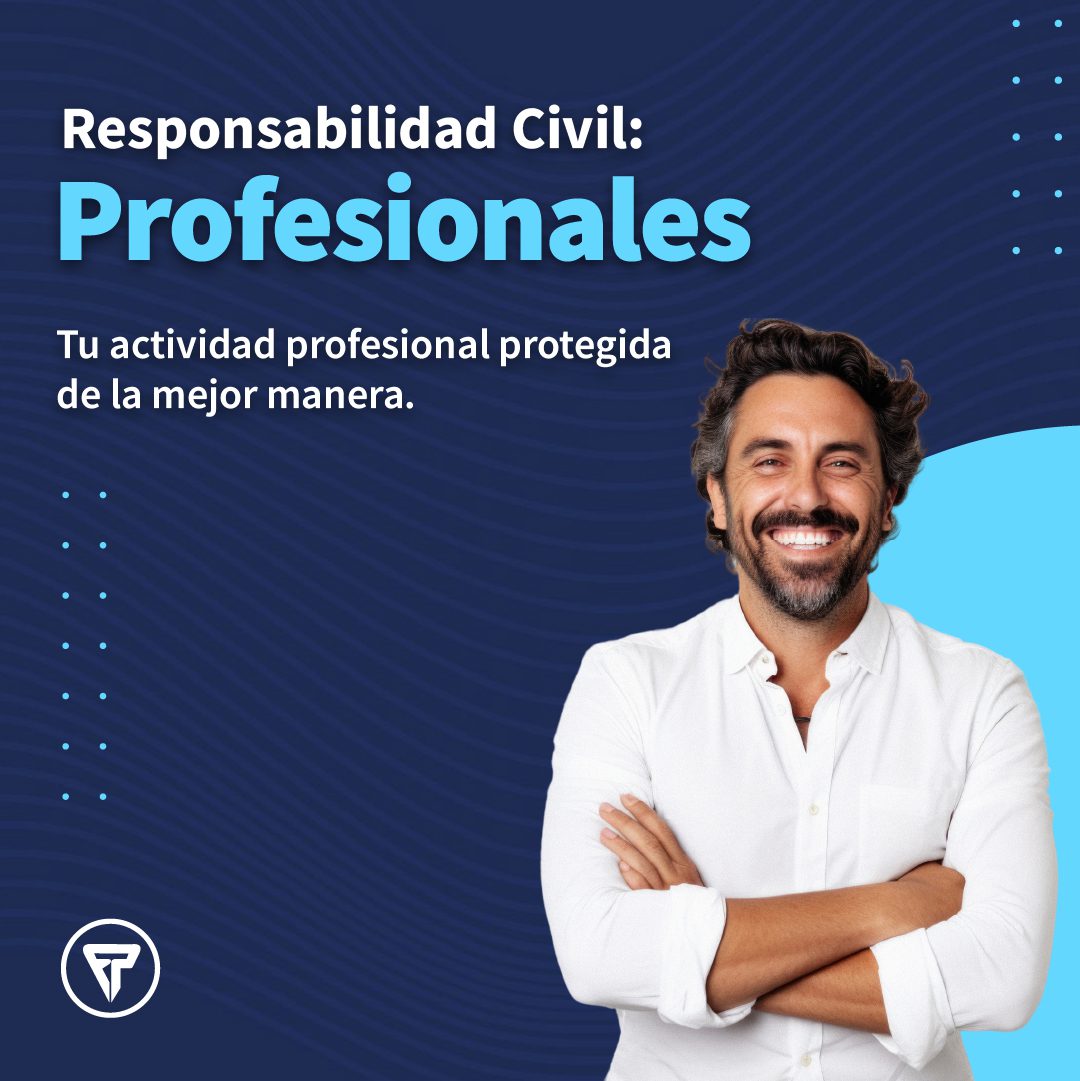 Responsabilidad Civil:
Profesionales
Tu actividad profesional protegida
de la mejor manera.